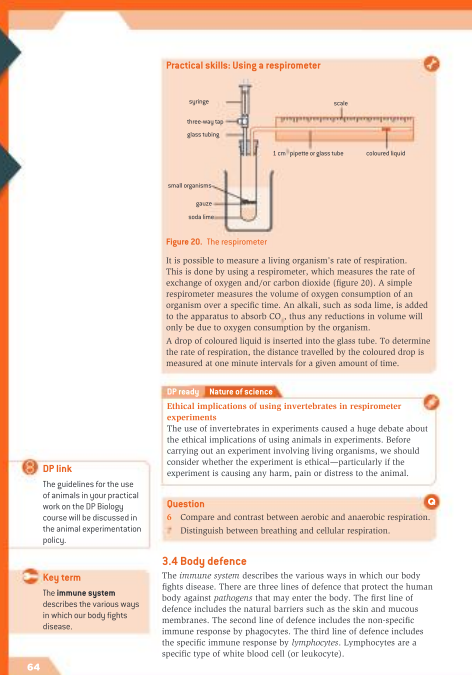 Practical skills: Using a respirometer
syringe
scale
three-way tap
glass tubing
1 cm³ pipette or glass tube
coloured liquid
small organisms
gauze
soda lime
Figure 20. The respirometer
It is possible to measure a living organism's rate of respiration.
This is done by using a respirometer, which measures the rate of
exchange of oxygen and/or carbon dioxide (figure 20). A simple
respirometer measures the volume of oxygen consumption of an
organism over a specific time. An alkali, such as soda lime, is added
to the apparatus to absorb CO₂, thus any reductions in volume will
only be due to oxygen consumption by the organism.
A drop of coloured liquid is inserted into the glass tube. To determine
the rate of respiration, the distance travelled by the coloured drop is
measured at one minute intervals for a given amount of time.
DP ready Nature of science
Ethical implications of using invertebrates in respirometer
experiments
The use of invertebrates in experiments caused a huge debate about
the ethical implications of using animals in experiments. Before
carrying out an experiment involving living organisms, we should
consider whether the experiment is ethical—particularly if the
experiment is causing any harm, pain or distress to the animal.
DP link
The guidelines for the use
of animals in your practical
work on the DP Biology
course will be discussed in
the animal experimentation
policy.
Question
6 Compare and contrast between aerobic and anaerobic respiration.
7 Distinguish between breathing and cellular respiration.
Key term
The immune system
describes the various ways
in which our body fights
disease.
3.4 Body defence
The immune system describes the various ways in which our body
fights disease. There are three lines of defence that protect the human
body against pathogens that may enter the body. The first line of
defence includes the natural barriers such as the skin and mucous
membranes. The second line of defence includes the non-specific
immune response by phagocytes. The third line of defence includes
the specific immune response by lymphocytes. Lymphocytes are a
specific type of white blood cell (or leukocyte).
64